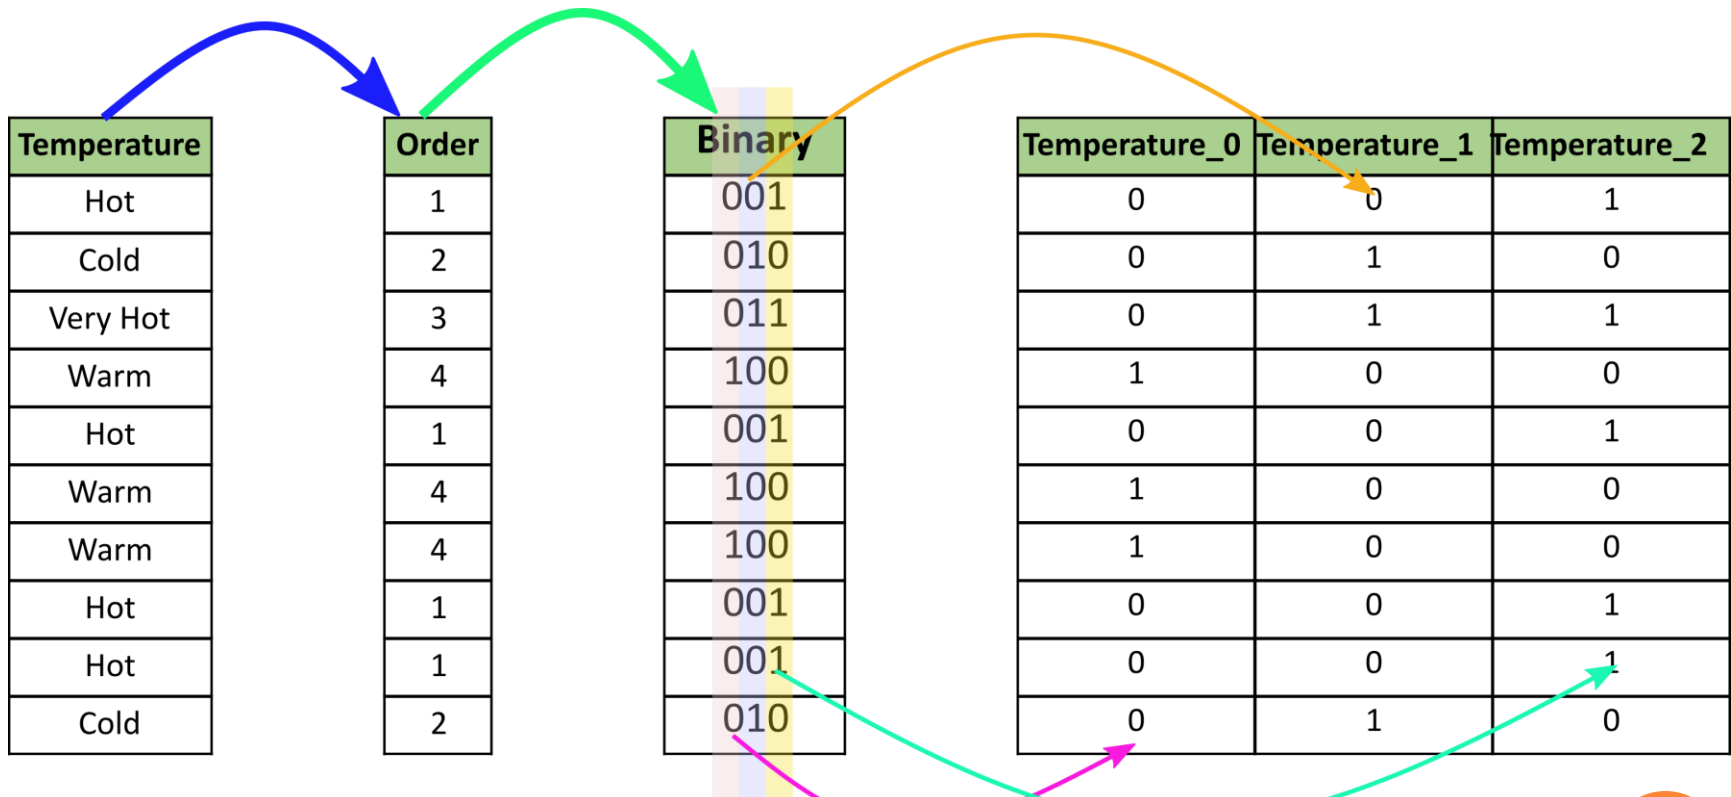 Temperature Order Binary Temperature_0 Temperature_1 Temperature_2
Hot 1 001 0 0 1
Cold 2 010 0 1 0
Very Hot 3 011 0 1 1
Warm 4 100 1 0 0
Hot 1 001 0 0 1
Warm 4 100 1 0 0
Warm 4 100 1 0 0
Hot 1 001 0 0 1
Hot 1 001 0 0 1
Cold 2 010 0 1 0